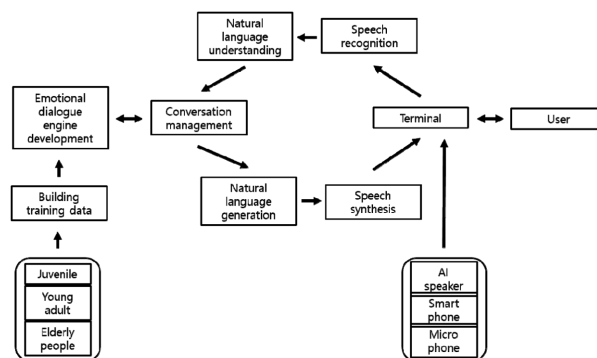 Natural
language
understanding
Speech
recognition
Emotional
dialogue
engine
development
Conversation
management
Terminal
User
Building
training data
Natural
language
generation
Speech
synthesis
Juvenile
Young
adult
Elderly
people
AI
speaker
Smart
phone
Micro
phone